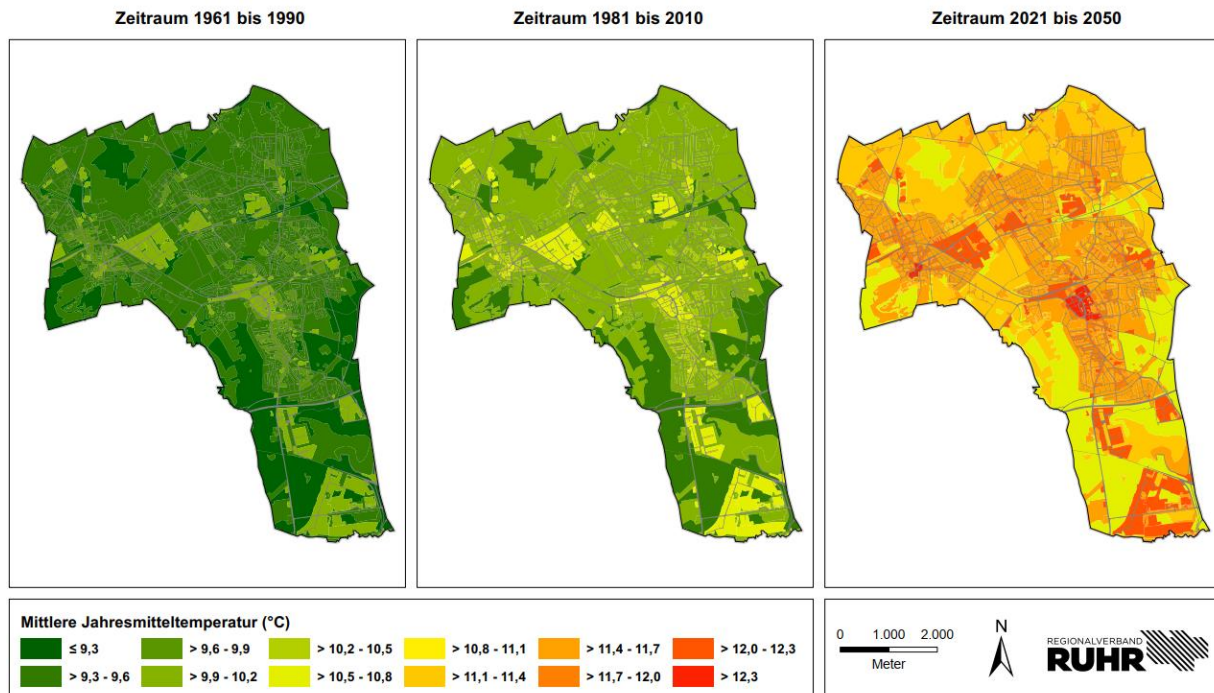 Zeitraum 1961 bis 1990
Zeitraum 1981 bis 2010
Zeitraum 2021 bis 2050
Mittlere Jahresmitteltemperatur (°C)
≤ 9,3
> 9,6 - 9,9
> 10,2 - 10,5
> 10,8 - 11,1
> 11,4 - 11,7
> 12,0 - 12,3
> 9,3 - 9,6
> 9,9 - 10,2
> 10,5 - 10,8
> 11,1 - 11,4
> 11,7 - 12,0
> 12,3
0 1.000 2.000
Meter
N
REGIONALVERBAND
RUHR